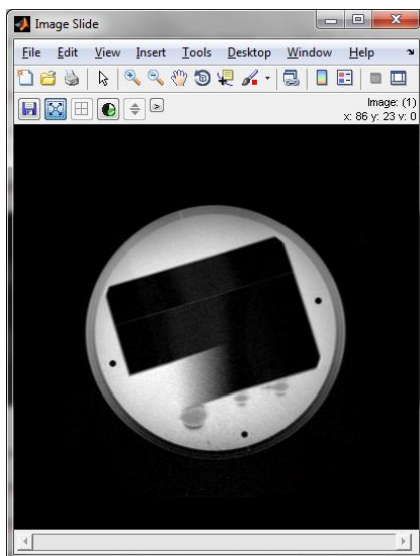 Image Slide
File Edit View Insert Tools Desktop Window Help
Image: (1)
x: 86 y: 23 v: 0